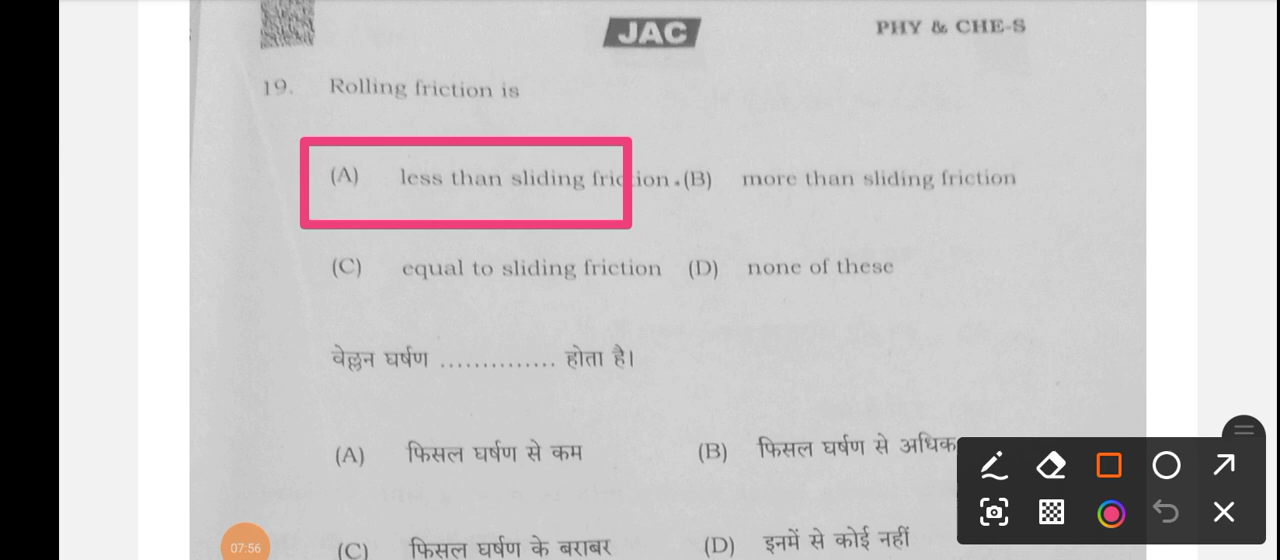 JAC PHY & CHE-S
19. Rolling friction is
(A) less than sliding friction. (B) more than sliding friction
(C) equal to sliding friction (D) none of these
वेल्लन घर्षण .............. होता है।
(A) फिसल घर्षण से कम (B) फिसल घर्षण से अधिक
(C) फिसल घर्षण के बराबर (D) इनमें से कोई नहीं
07:56